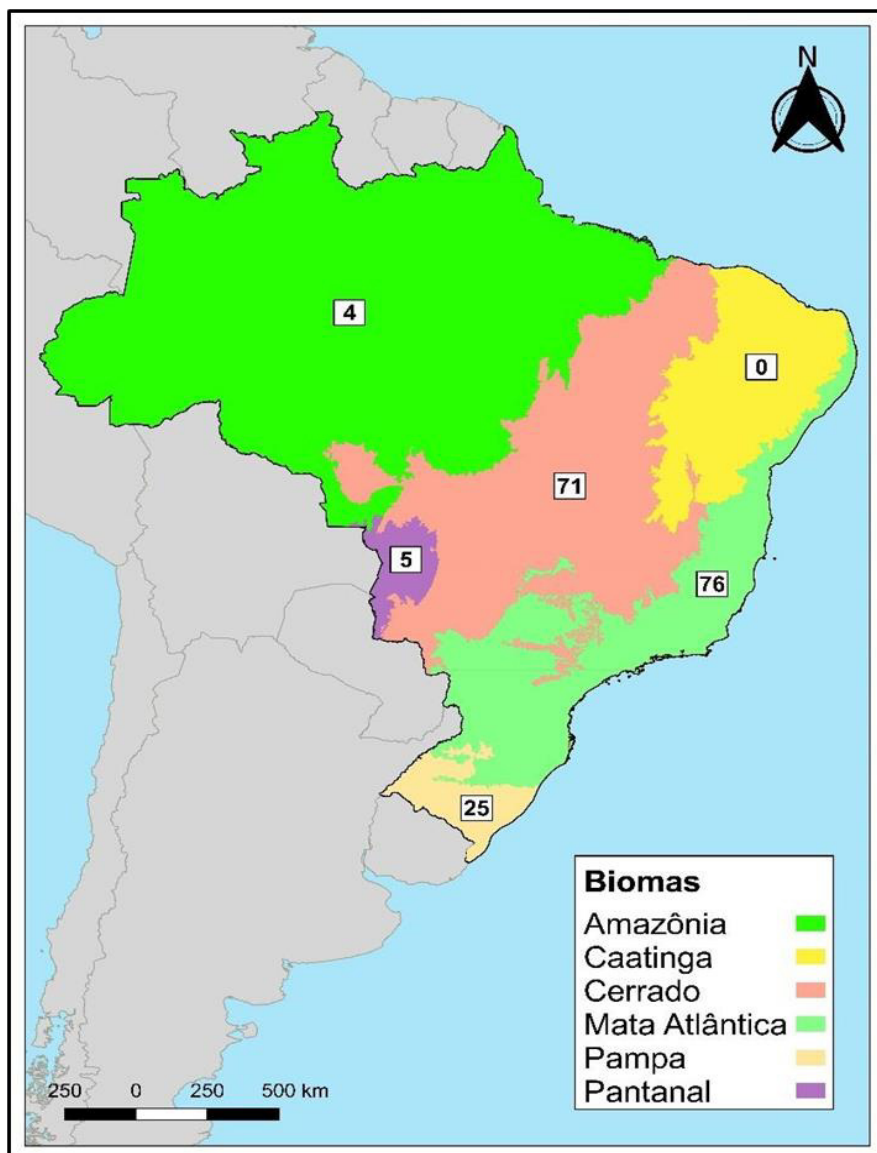 N
4
0
71
5
76
25
Biomas
Amazônia
Caatinga
Cerrado
Mata Atlântica
Pampa
Pantanal
250 0 250 500 km